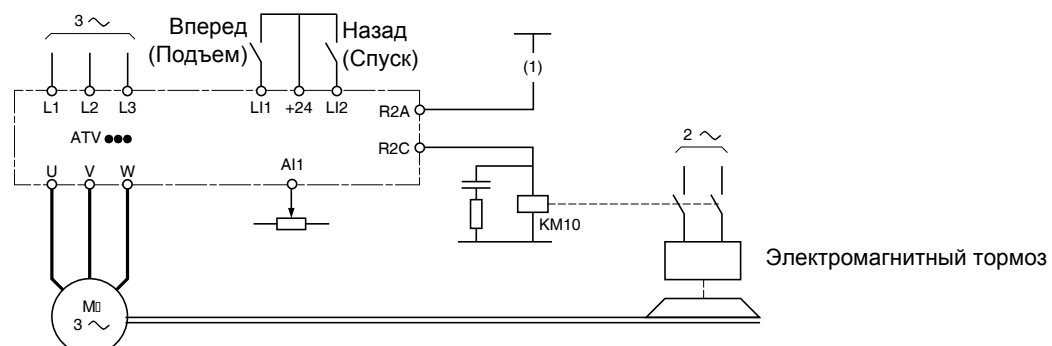 3 ~
Вперед
(Подъем)
Назад
(Спуск)
(1)
L1 L2 L3 LI1 +24 LI2
R2A
ATV •••
R2C
2 ~
U V W
AI1
KM10
Электромагнитный тормоз
M▯
3 ~